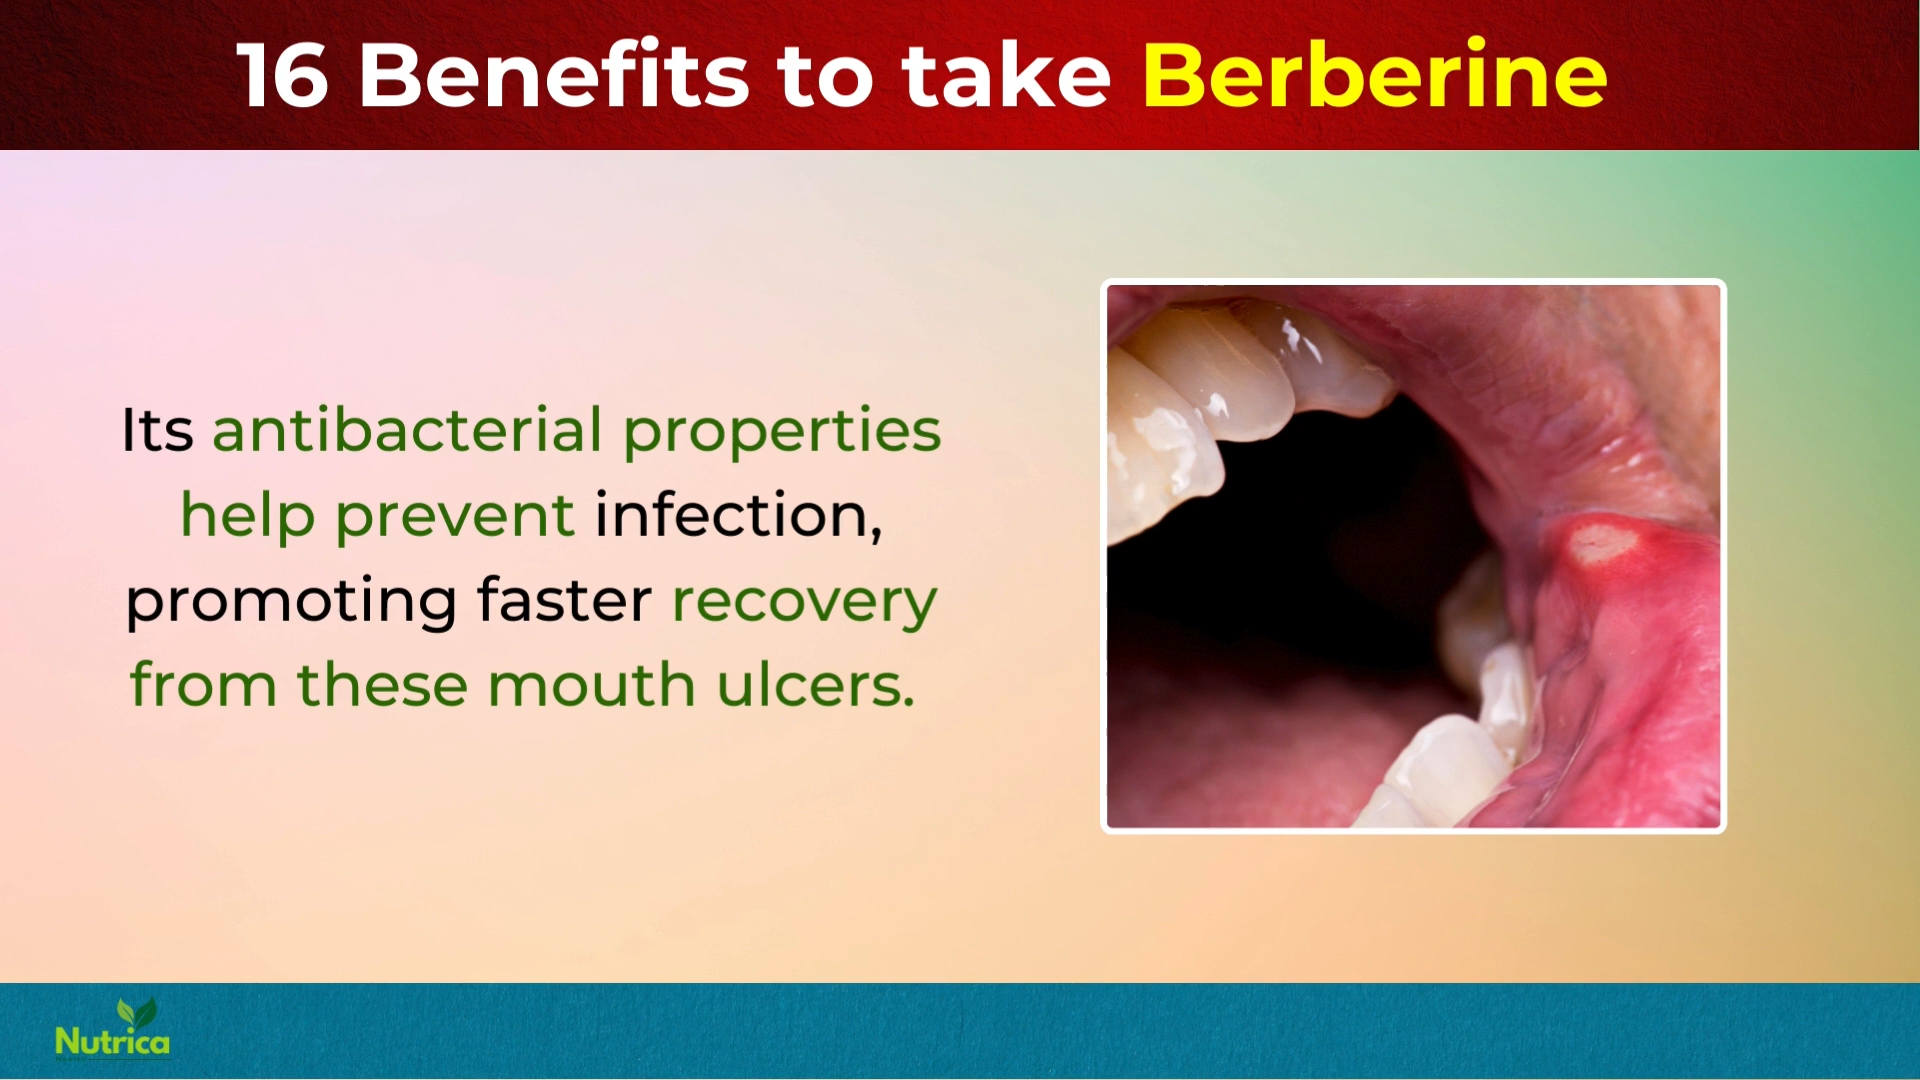 16 Benefits to take Berberine
Its antibacterial properties
help prevent infection,
promoting faster recovery
from these mouth ulcers.
Nutrica